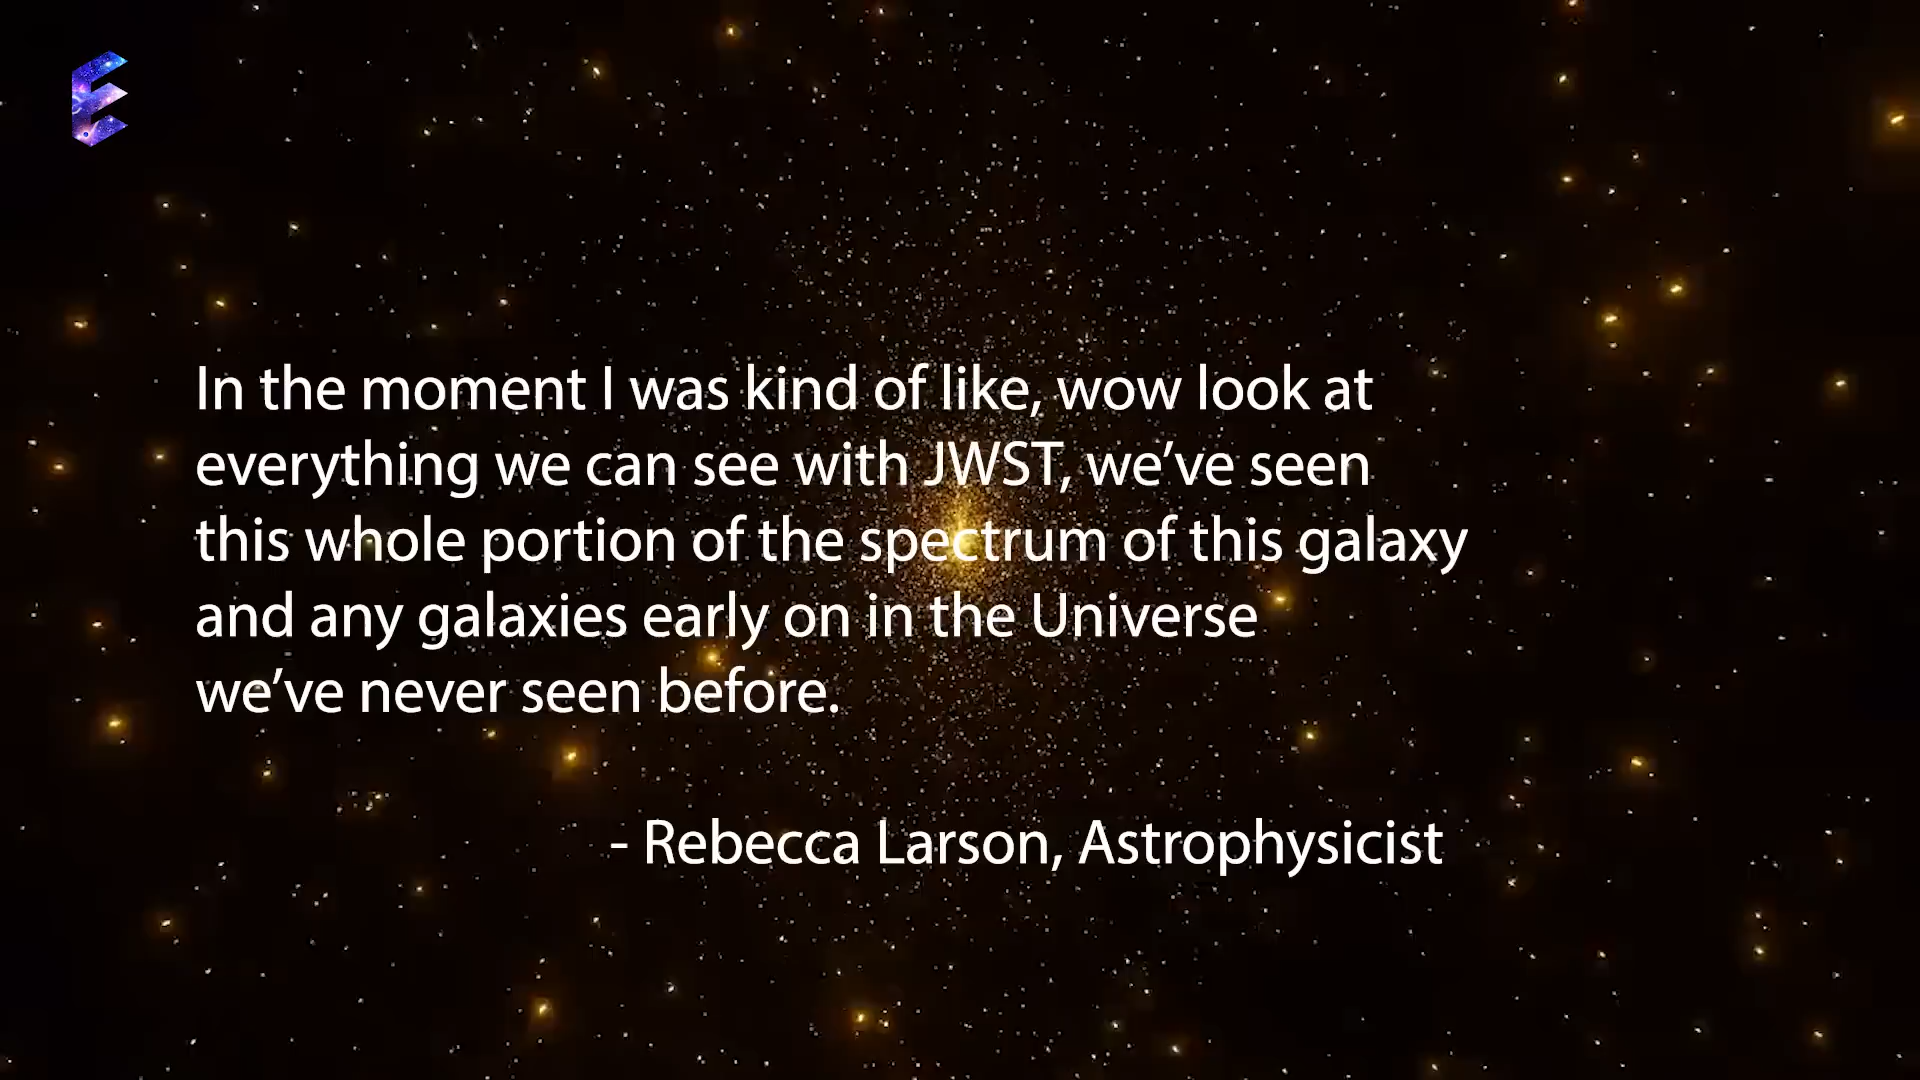 In the moment I was kind of like, wow look at
everything we can see with JWST, we’ve seen
this whole portion of the spectrum of this galaxy
and any galaxies early on in the Universe
we’ve never seen before.
- Rebecca Larson, Astrophysicist